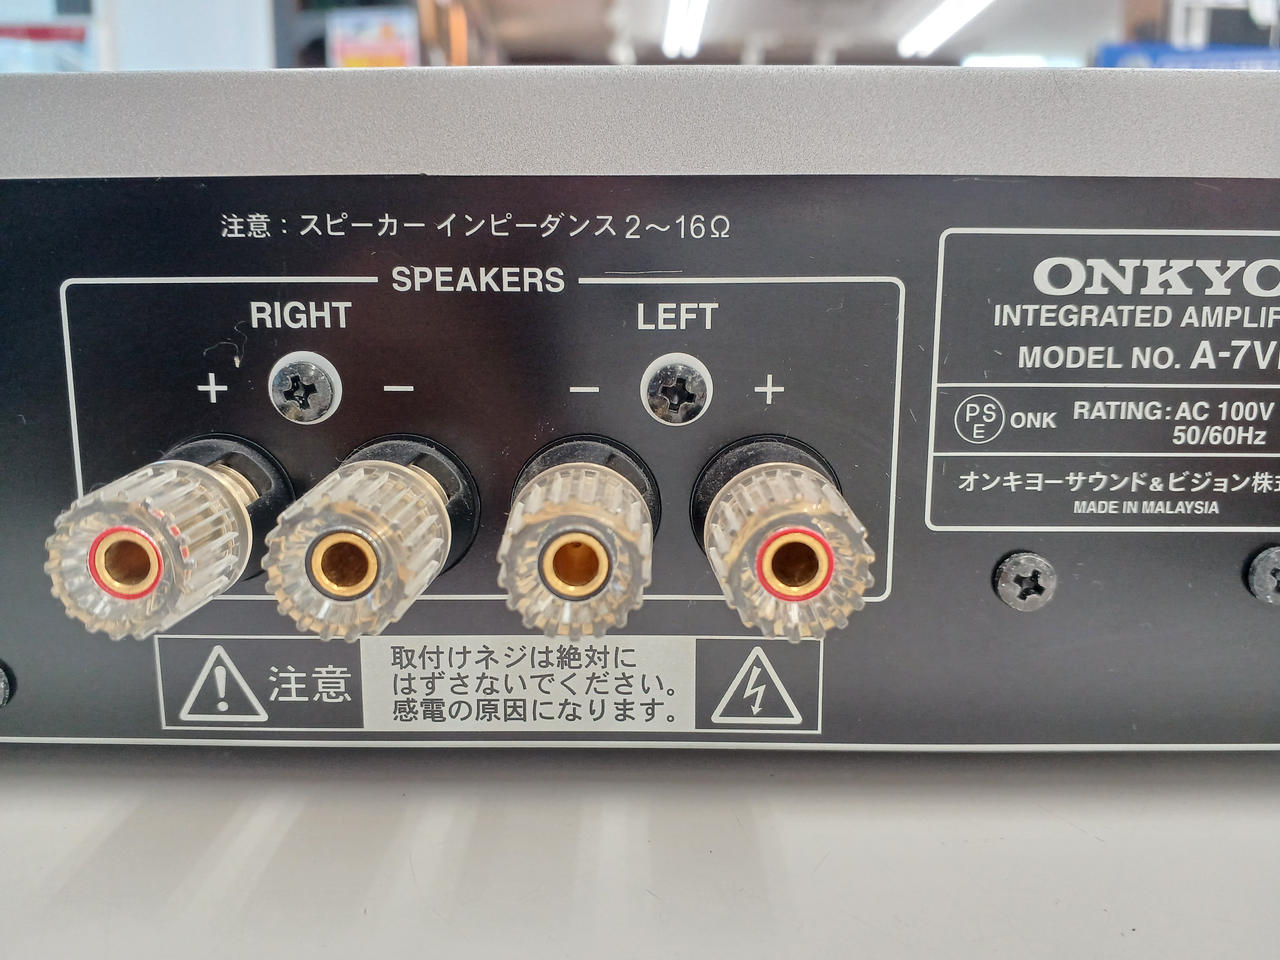 注意：スピーカー インピーダンス 2〜16Ω
SPEAKERS
RIGHT
LEFT
+
−
−
+
ONKYO
INTEGRATED AMPLIF
MODEL NO. A-7V
PS
E
ONK
RATING: AC 100V
50/60Hz
オンキヨーサウンド&ビジョン株式
MADE IN MALAYSIA
注意
取付けネジは絶対に
はずさないでください。
感電の原因になります。